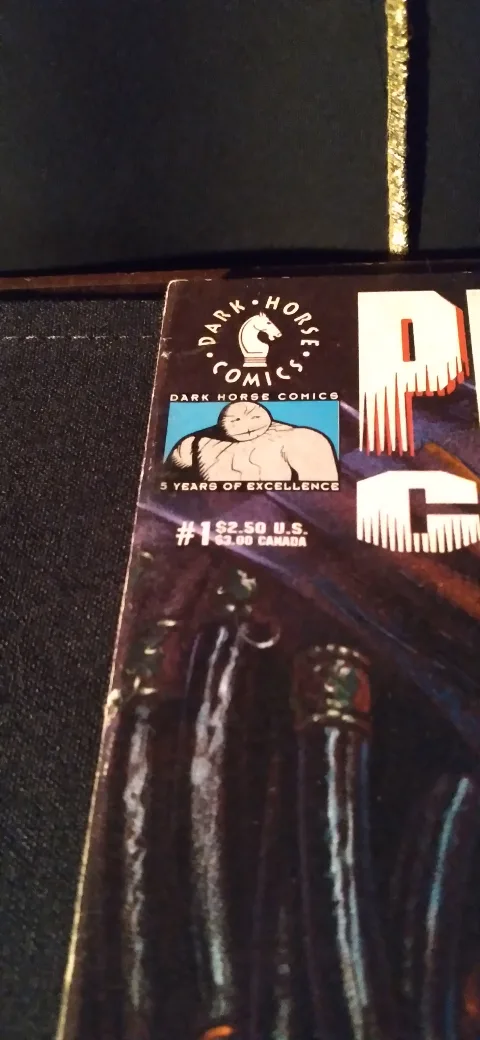 DARK • HORSE
• COMICS •
DARK HORSE COMICS
5 YEARS OF EXCELLENCE
#1 $2.50 U.S.
$3.00 CANADA
P
C